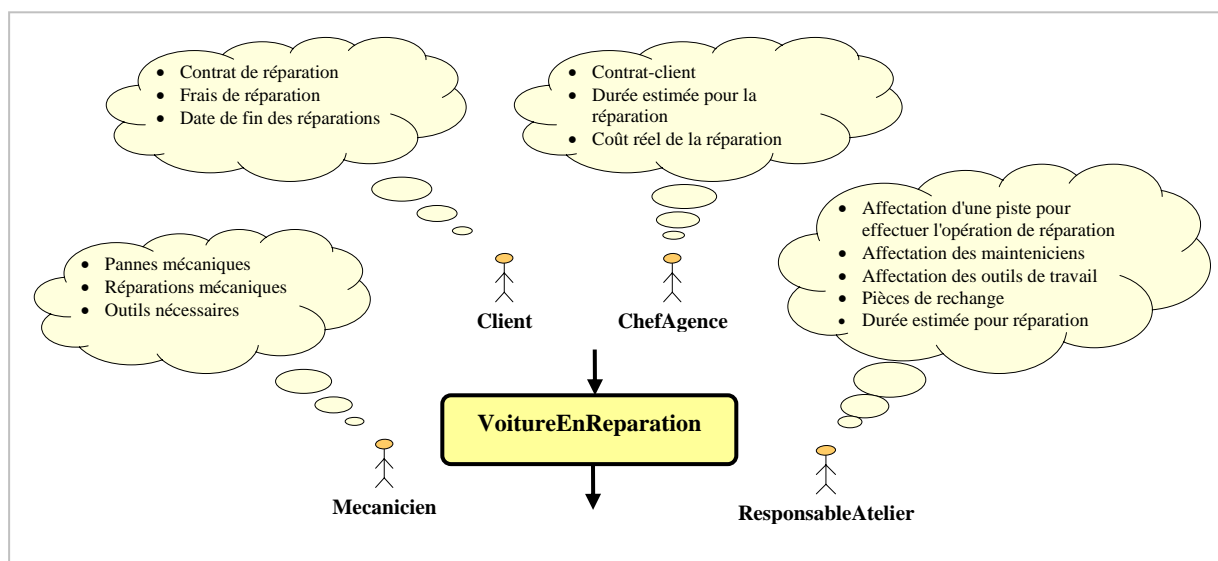 • Contrat de réparation
• Frais de réparation
• Date de fin des réparations
• Contrat-client
• Durée estimée pour la
réparation
• Coût réel de la réparation
• Affectation d'une piste pour
effectuer l'opération de réparation
• Affectation des mainteniciens
• Affectation des outils de travail
• Pièces de rechange
• Durée estimée pour réparation
• Pannes mécaniques
• Réparations mécaniques
• Outils nécessaires
Client
ChefAgence
VoitureEnReparation
Mecanicien
ResponsableAtelier